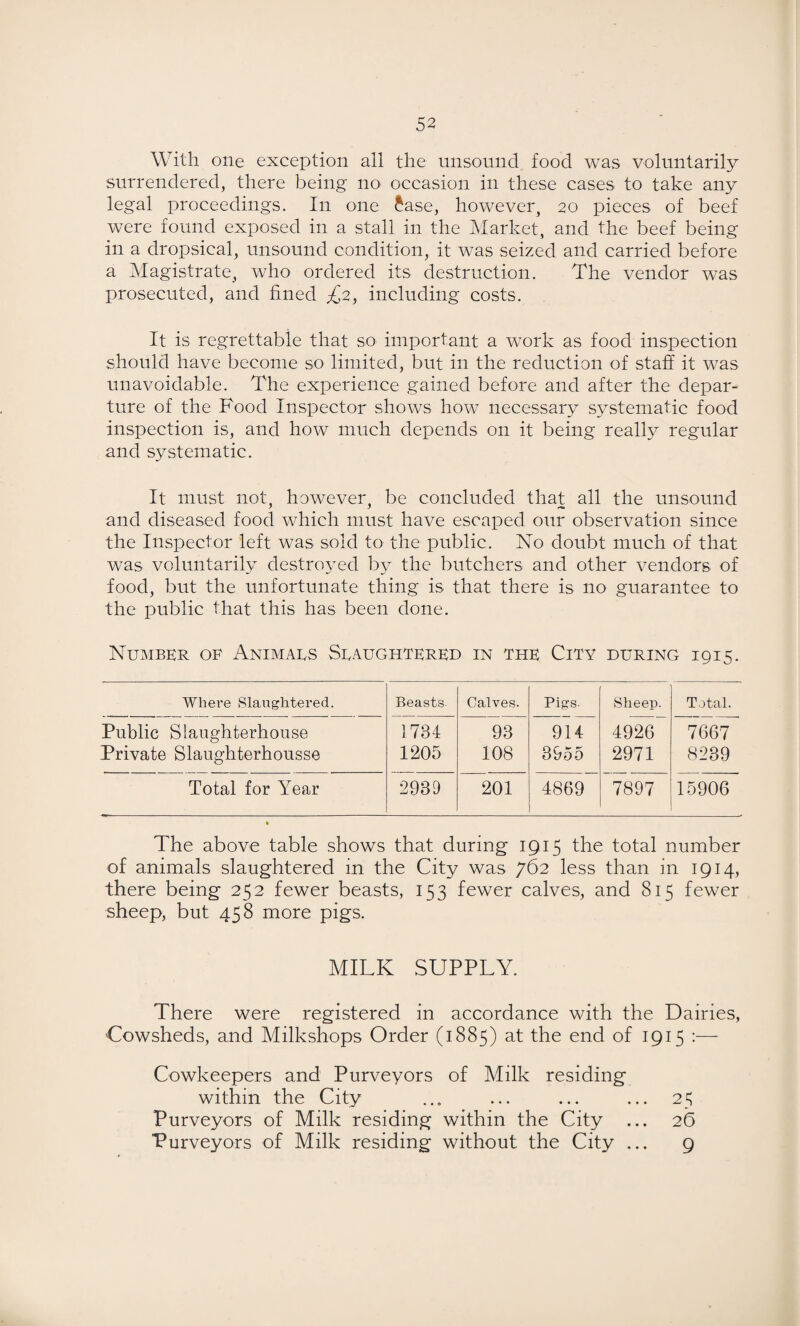 52
With one exception all the unsound food was voluntarily
surrendered, there being no occasion in these cases to take any
legal proceedings. In one case, however, 20 pieces of beef
were found exposed in a stall in the Market, and the beef being
in a dropsical, unsound condition, it was seized and carried before
a Magistrate, who ordered its destruction. The vendor was
prosecuted, and fined £2, including costs.
It is regrettable that so important a work as food inspection
should have become so limited, but in the reduction of staff it was
unavoidable. The experience gained before and after the depar-
ture of the Food Inspector shows how necessary systematic food
inspection is, and how much depends on it being really regular
and systematic.
It must not, however, be concluded that all the unsound
and diseased food which must have escaped our observation since
the Inspector left was sold to the public. No doubt much of that
was voluntarily destroyed by the butchers and other vendors of
food, but the unfortunate thing is that there is no guarantee to
the public that this has been done.
Number of Animals Slaughtered in the City during 1915.
Where Slaughtered. Beasts. Calves. Pigs. Sheep. Total.
Public Slaughterhouse 1734 93 914 4926 7667
Private Slaughterhousse 1205 108 3955 2971 8239
Total for Year 2939 201 4869 7897 15906
The above table shows that during 1915 the total number
of animals slaughtered in the City was 762 less than in 1914,
there being 252 fewer beasts, 153 fewer calves, and 815 fewer
sheep, but 458 more pigs.
MILK SUPPLY.
There were registered in accordance with the Dairies,
Cowsheds, and Milkshops Order (1885) at the end of 1915 :—
Cowkeepers and Purveyors of Milk residing
within the City ... ... ... ... 25
Purveyors of Milk residing within the City ... 26
Purveyors of Milk residing without the City ... 9